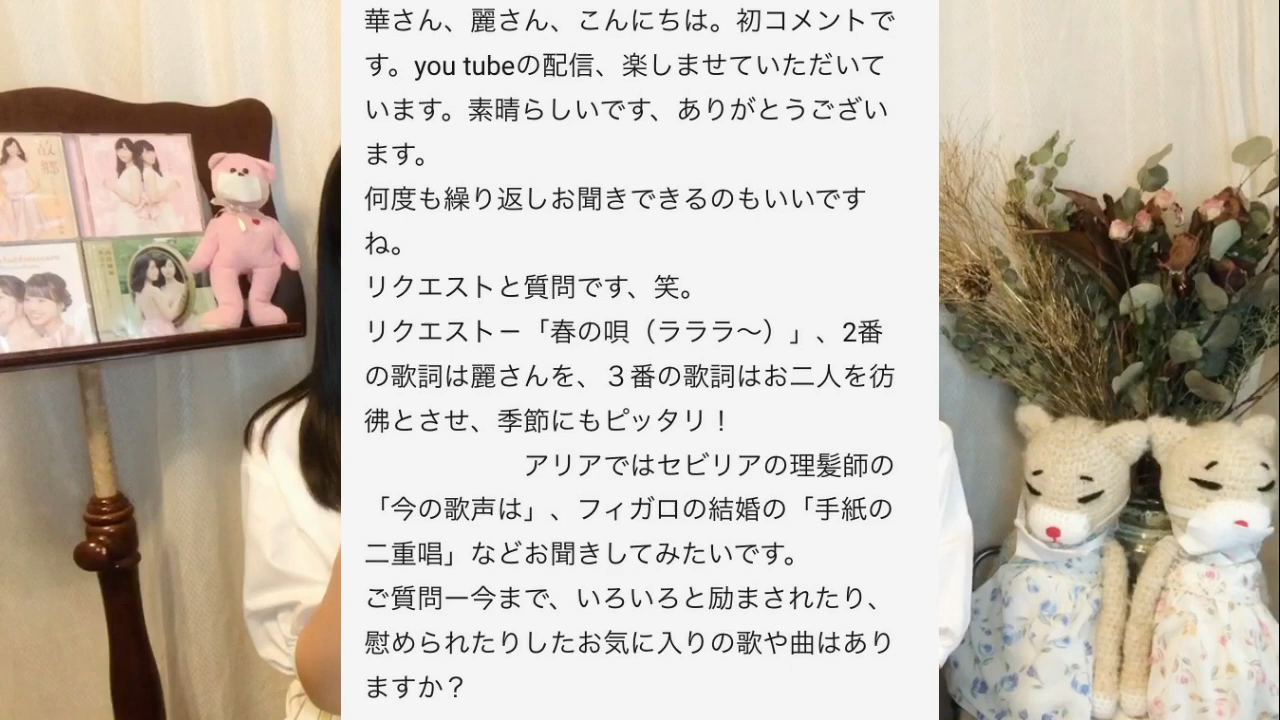 華さん、麗さん、こんにちは。初コメントで
す。you tubeの配信、楽しませていただいて
います。素晴らしいです、ありがとうござい
ます。
何度も繰り返しお聞きできるのもいいです
ね。
リクエストと質問です、笑。
リクエストー「春の唄（ラララ〜）」、2番
の歌詞は麗さんを、３番の歌詞はお二人を彷
彿とさせ、季節にもピッタリ！
アリアではセビリアの理髪師の
「今の歌声は」、フィガロの結婚の「手紙の
二重唱」などお聞きしてみたいです。
ご質問ー今まで、いろいろと励まされたり、
慰められたりしたお気に入りの歌や曲はあり
ますか？
故郷